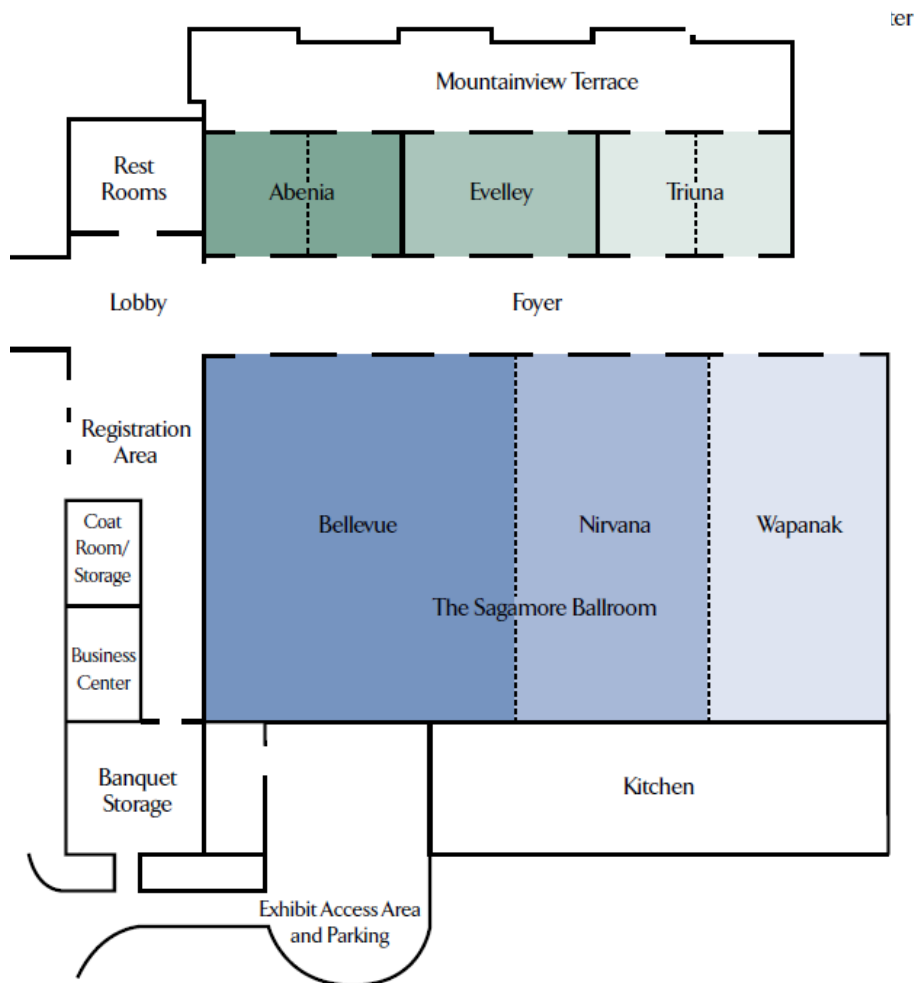 ter
Mountainview Terrace
Rest
Rooms
Abenia
Evelley
Triuna
Lobby
Foyer
Registration
Area
Bellevue
Nirvana
Wapanak
Coat
Room/
Storage
The Sagamore Ballroom
Business
Center
Banquet
Storage
Kitchen
Exhibit Access Area
and Parking